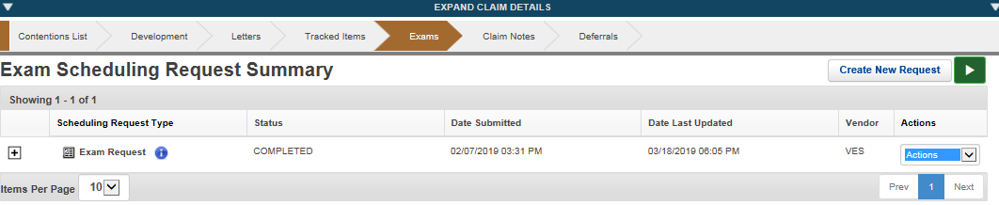 EXPAND CLAIM DETAILS
Contentions List Development Letters Tracked Items Exams Claim Notes Deferrals
Exam Scheduling Request Summary Create New Request
Showing 1 - 1 of 1
Scheduling Request Type Status Date Submitted Date Last Updated Vendor Actions
Exam Request COMPLETED 02/07/2019 03:31 PM 03/18/2019 06:05 PM VES Actions
Items Per Page 10 Prev 1 Next